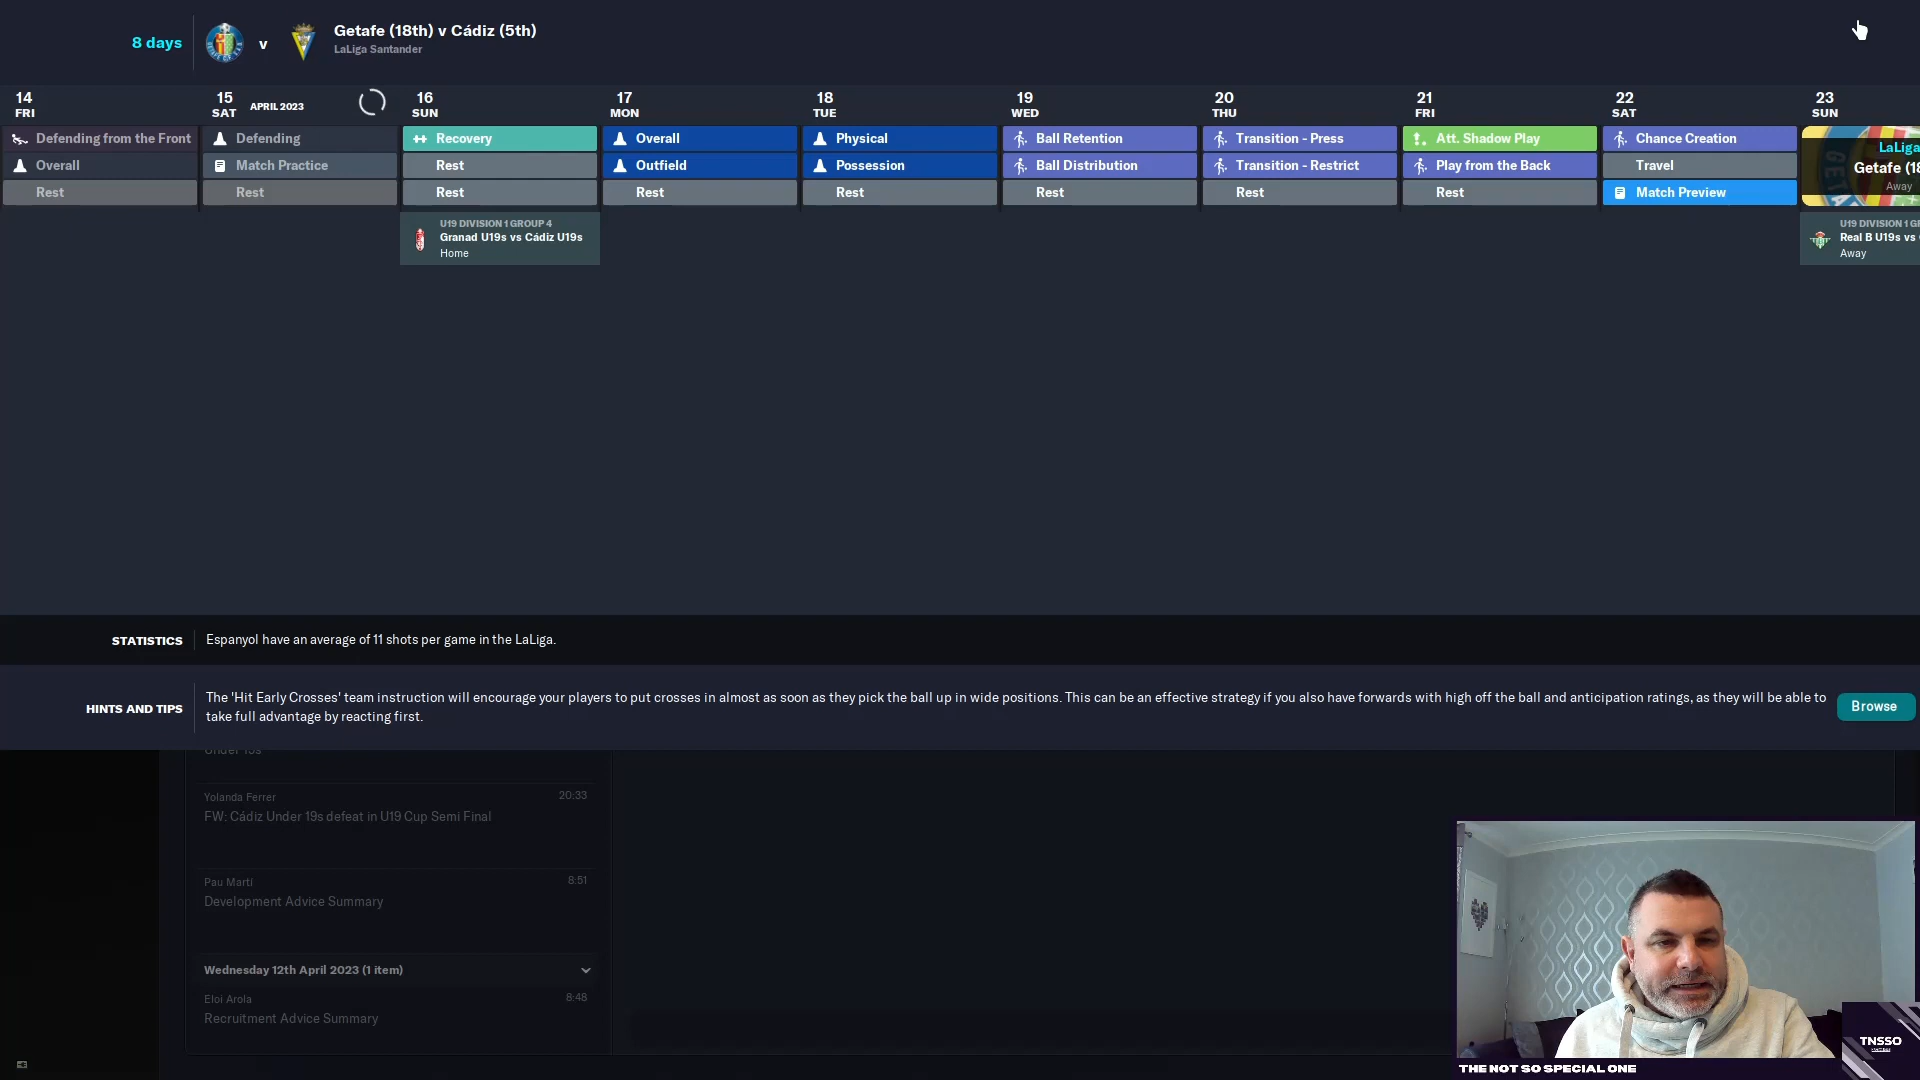 8 days
v
Getafe (18th) v Cádiz (5th)
LaLiga Santander
14
FRI
15
SAT
APRIL 2023
16
SUN
17
MON
18
TUE
19
WED
20
THU
21
FRI
22
SAT
23
SUN
Defending from the Front
Overall
Rest
Defending
Match Practice
Rest
Recovery
Rest
Rest
Overall
Outfield
Rest
Physical
Possession
Rest
Ball Retention
Ball Distribution
Rest
Transition - Press
Transition - Restrict
Rest
Att. Shadow Play
Play from the Back
Rest
Chance Creation
Travel
Match Preview
LaLiga
Getafe (18
Away
U19 DIVISION 1 GROUP 4
Granad U19s vs Cádiz U19s
Home
U19 DIVISION 1 G
Real B U19s vs
Away
STATISTICS
Espanyol have an average of 11 shots per game in the LaLiga.
HINTS AND TIPS
The 'Hit Early Crosses' team instruction will encourage your players to put crosses in almost as soon as they pick the ball up in wide positions. This can be an effective strategy if you also have forwards with high off the ball and anticipation ratings, as they will be able to
take full advantage by reacting first.
Browse
Under 19s
Yolanda Ferrer
20:33
FW: Cádiz Under 19s defeat in U19 Cup Semi Final
Pau Martí
8:51
Development Advice Summary
Wednesday 12th April 2023 (1 item)
Eloi Arola
8:48
Recruitment Advice Summary
TNSSO
THE NOT SO SPECIAL ONE